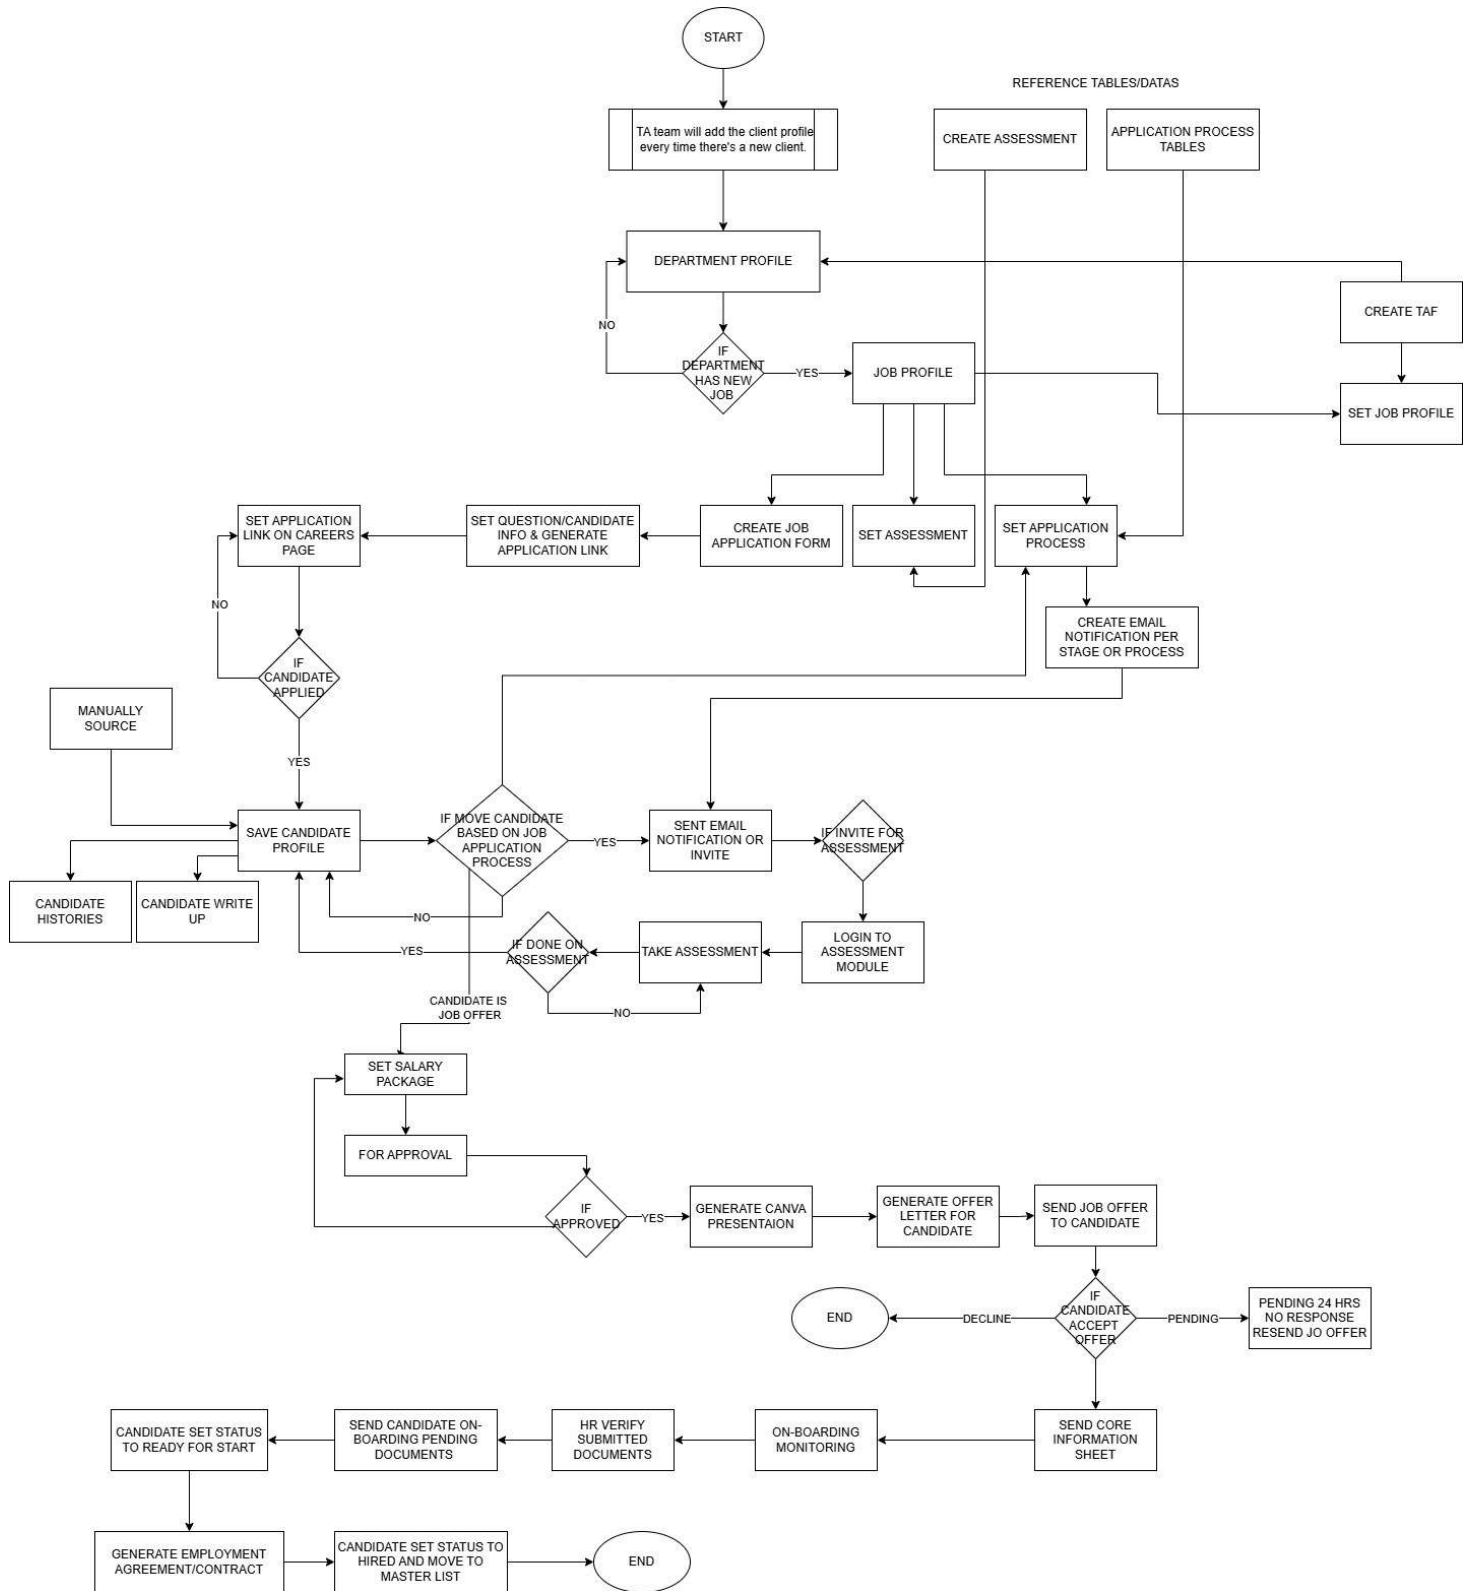 START
REFERENCE TABLES/DATAS
TA team will add the client profile
every time there's a new client.
CREATE ASSESSMENT
APPLICATION PROCESS
TABLES
DEPARTMENT PROFILE
CREATE TAF
NO
IF
DEPARTMENT
HAS NEW
JOB
YES
JOB PROFILE
SET JOB PROFILE
SET APPLICATION
LINK ON CAREERS
PAGE
SET QUESTION/CANDIDATE
INFO & GENERATE
APPLICATION LINK
CREATE JOB
APPLICATION FORM
SET ASSESSMENT
SET APPLICATION
PROCESS
NO
CREATE EMAIL
NOTIFICATION PER
STAGE OR PROCESS
IF
CANDIDATE
APPLIED
MANUALLY
SOURCE
YES
SAVE CANDIDATE
PROFILE
IF MOVE CANDIDATE
BASED ON JOB
APPLICATION
PROCESS
YES
SENT EMAIL
NOTIFICATION OR
INVITE
IF INVITE FOR
ASSESSMENT
CANDIDATE
HISTORIES
CANDIDATE WRITE
UP
NO
YES
IF DONE ON
ASSESSMENT
TAKE ASSESSMENT
LOGIN TO
ASSESSMENT
MODULE
NO
CANDIDATE IS
JOB OFFER
SET SALARY
PACKAGE
FOR APPROVAL
IF
APPROVED
YES
GENERATE CANVA
PRESENTAION
GENERATE OFFER
LETTER FOR
CANDIDATE
SEND JOB OFFER
TO CANDIDATE
END
DECLINE
IF
CANDIDATE
ACCEPT
OFFER
PENDING
PENDING 24 HRS
NO RESPONSE
RESEND JO OFFER
CANDIDATE SET STATUS
TO READY FOR START
SEND CANDIDATE ON-
BOARDING PENDING
DOCUMENTS
HR VERIFY
SUBMITTED
DOCUMENTS
ON-BOARDING
MONITORING
SEND CORE
INFORMATION
SHEET
GENERATE EMPLOYMENT
AGREEMENT/CONTRACT
CANDIDATE SET STATUS TO
HIRED AND MOVE TO
MASTER LIST
END